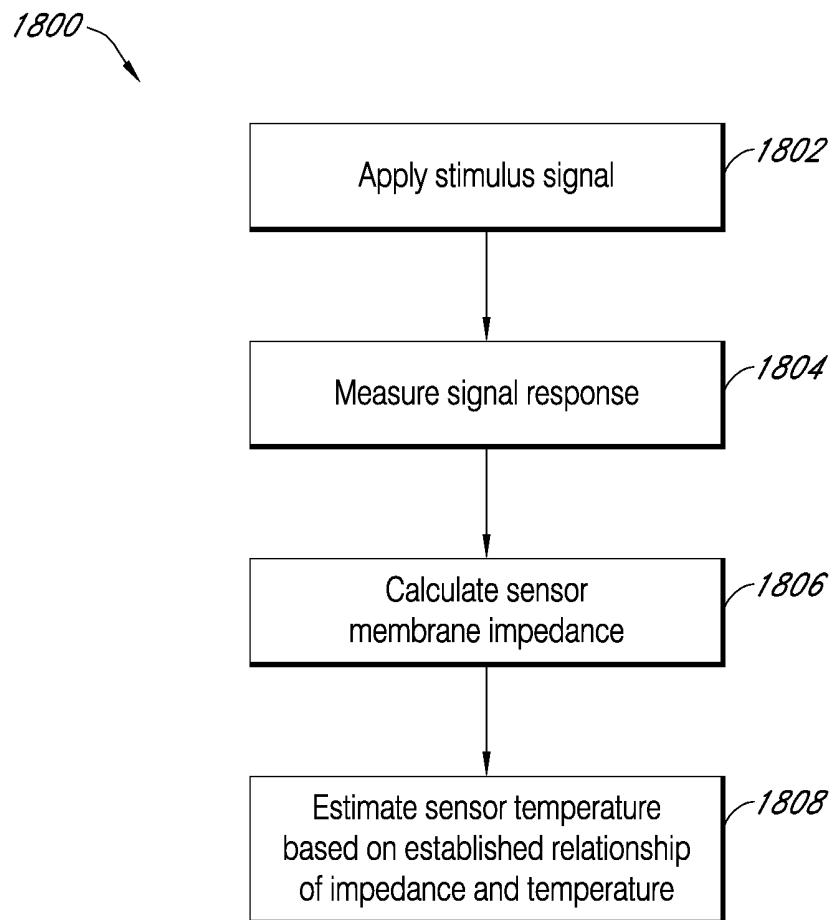 1800
Apply stimulus signal
1802
Measure signal response
1804
Calculate sensor
membrane impedance
1806
Estimate sensor temperature
based on established relationship
of impedance and temperature
1808